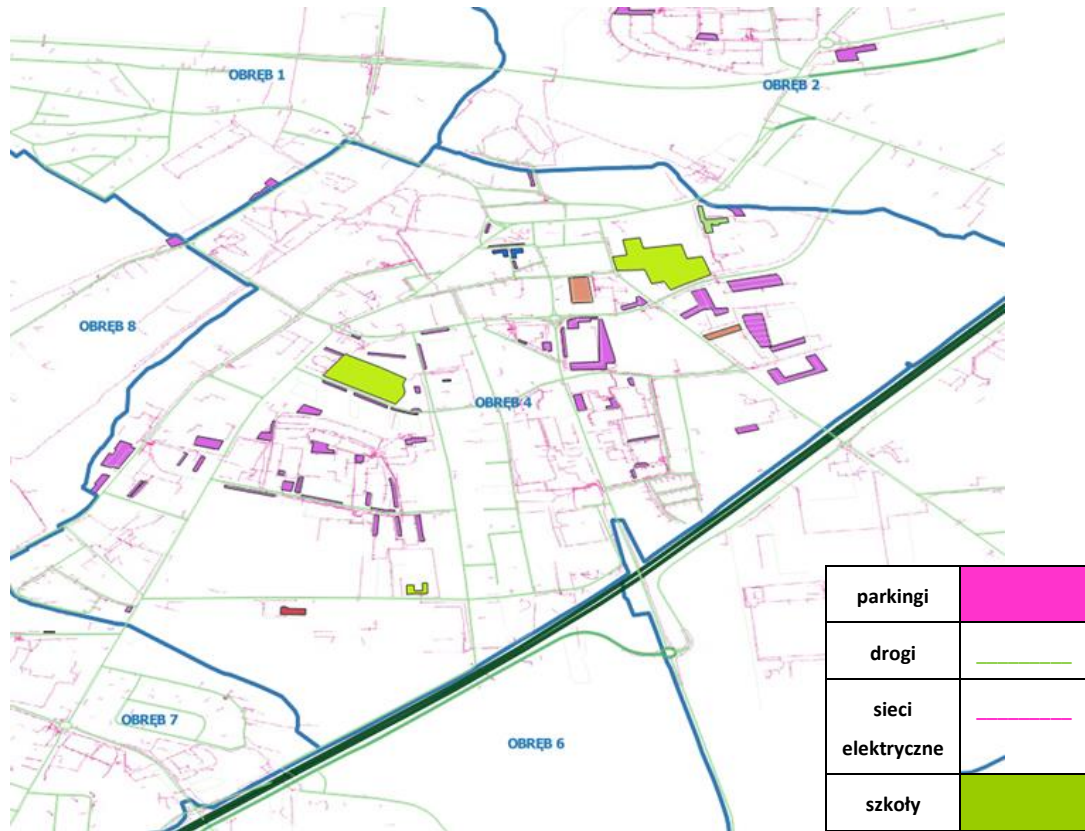 OBRĘB 1
OBRĘB 2
OBRĘB 8
OBRĘB 4
OBRĘB 7
OBRĘB 6
parkingi
drogi
sieci
elektryczne
szkoły